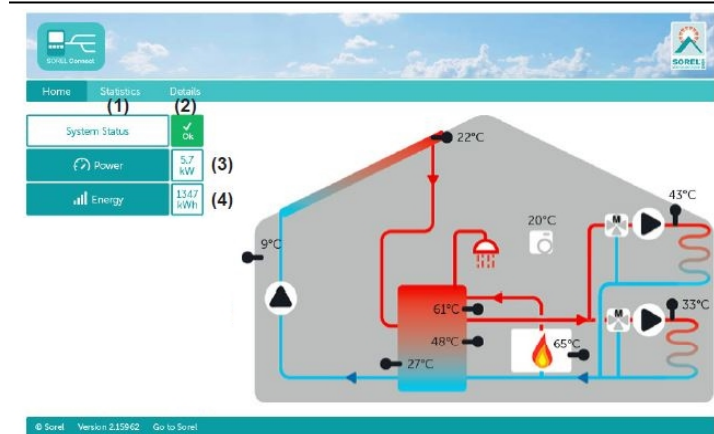 SOREL Connect
SOREL
Home Statistics Details
(1) (2)
System Status Ok
Power 5.7 kW (3)
Energy 1347 kWh (4)
22°C
43°C
20°C
9°C
M
61°C
33°C
M
48°C
65°C
27°C
© Sorel Version 2.15962 Go to Sorel